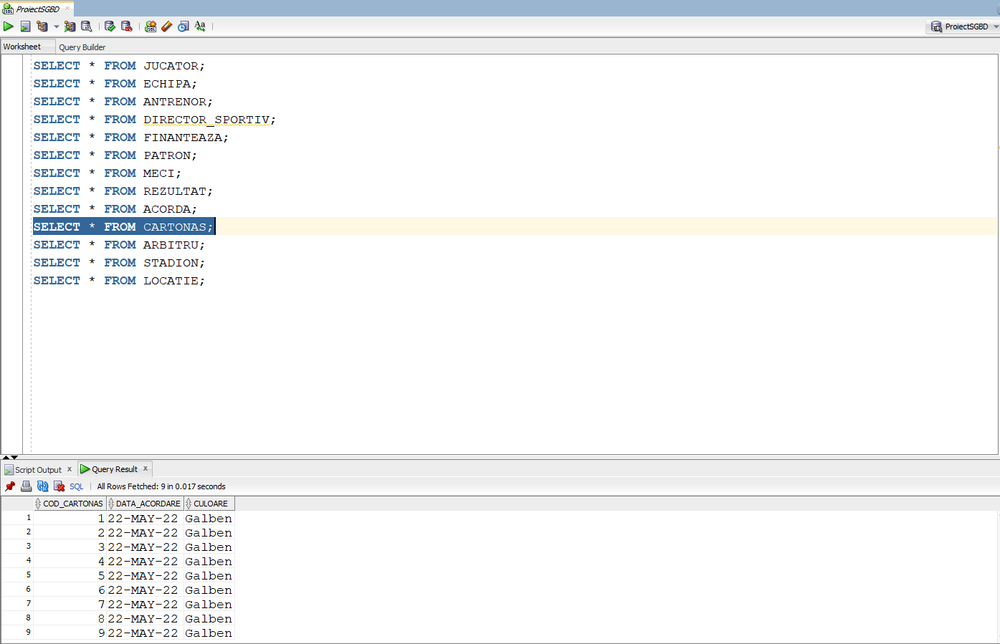 ProiectSGBD
ProiectSGBD
Worksheet Query Builder
SELECT * FROM JUCATOR;
SELECT * FROM ECHIPA;
SELECT * FROM ANTRENOR;
SELECT * FROM DIRECTOR_SPORTIV;
SELECT * FROM FINANTEAZA;
SELECT * FROM PATRON;
SELECT * FROM MECI;
SELECT * FROM REZULTAT;
SELECT * FROM ACORDA;
SELECT * FROM CARTONAS;
SELECT * FROM ARBITRU;
SELECT * FROM STADION;
SELECT * FROM LOCATIE;
Script Output x Query Result x
SQL | All Rows Fetched: 9 in 0.017 seconds
COD_CARTONAS DATA_ACORDARE CULOARE
1 1 22-MAY-22 Galben
2 2 22-MAY-22 Galben
3 3 22-MAY-22 Galben
4 4 22-MAY-22 Galben
5 5 22-MAY-22 Galben
6 6 22-MAY-22 Galben
7 7 22-MAY-22 Galben
8 8 22-MAY-22 Galben
9 9 22-MAY-22 Galben